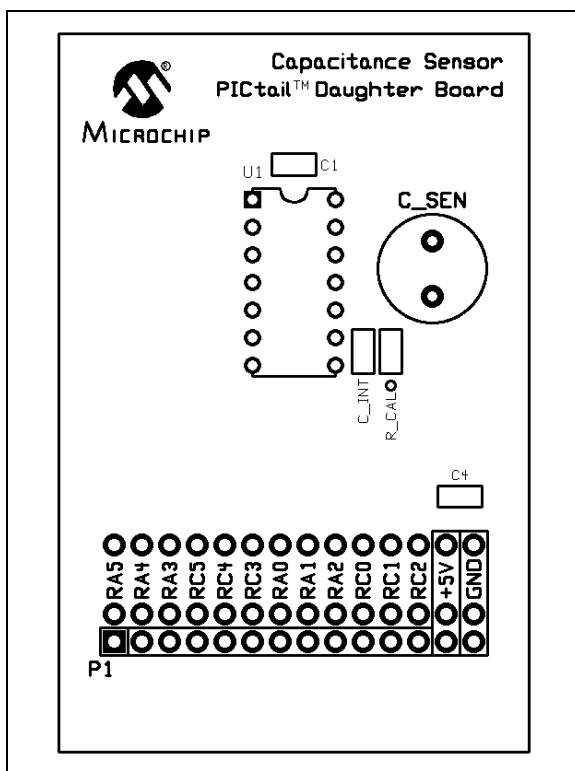 Capacitance Sensor
PICtail™ Daughter Board
®
MICROCHIP
U1
C1
C_SEN
C_INT
R_CAL
C4
RA5 RA4 RA3 RC5 RC4 RC3 RA0 RA1 RA2 RC0 RC1 RC2 +5V GND
P1